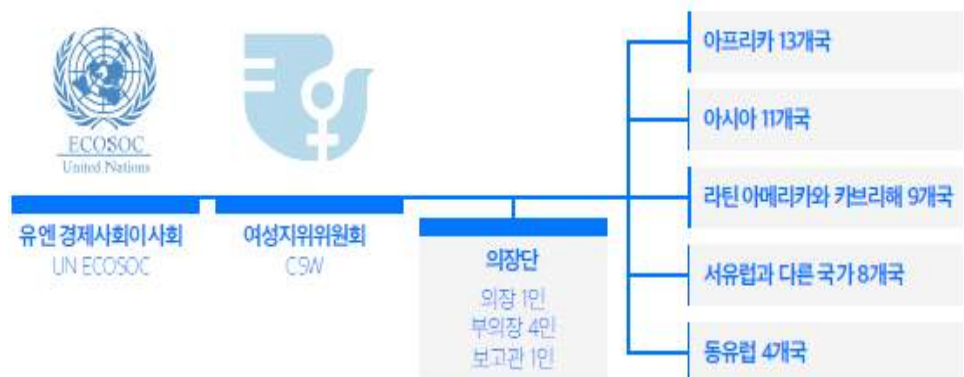 ECOSOC
United Nations
유엔 경제사회이사회
UN ECOSOC
여성지위위원회
CSW
의장단
의장 1인
부의장 4인
보고관 1인
아프리카 13개국
아시아 11개국
라틴 아메리카와 카브리해 9개국
서유럽과 다른 국가 8개국
동유럽 4개국